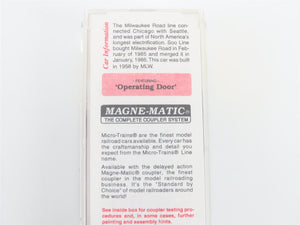 Car Information
The Milwaukee Road line con-
nected Chicago with Seattle,
and was part of North America's
longest electrification. Soo Line
bought Milwaukee Road in Feb-
ruary of 1985 and merged it in
January, 1986. This car was built
in 1958 by MLW.
FEATURING
"Operating Door"
MAGNE-MATIC®
THE COMPLETE COUPLER SYSTEM
Micro-Trains® are the finest model
railroad cars available. Every car has
the craftsmanship and detail you
expect from the Micro-Trains® Line
name.
Available with the delayed action
Magne-Matic® coupler, the finest
coupler in the model railroading
business. It's the "Standard by
Choice" of model railroaders around
the world!
See inside box for coupler testing pro-
cedures and, in some cases, further
painting and assembly hints.